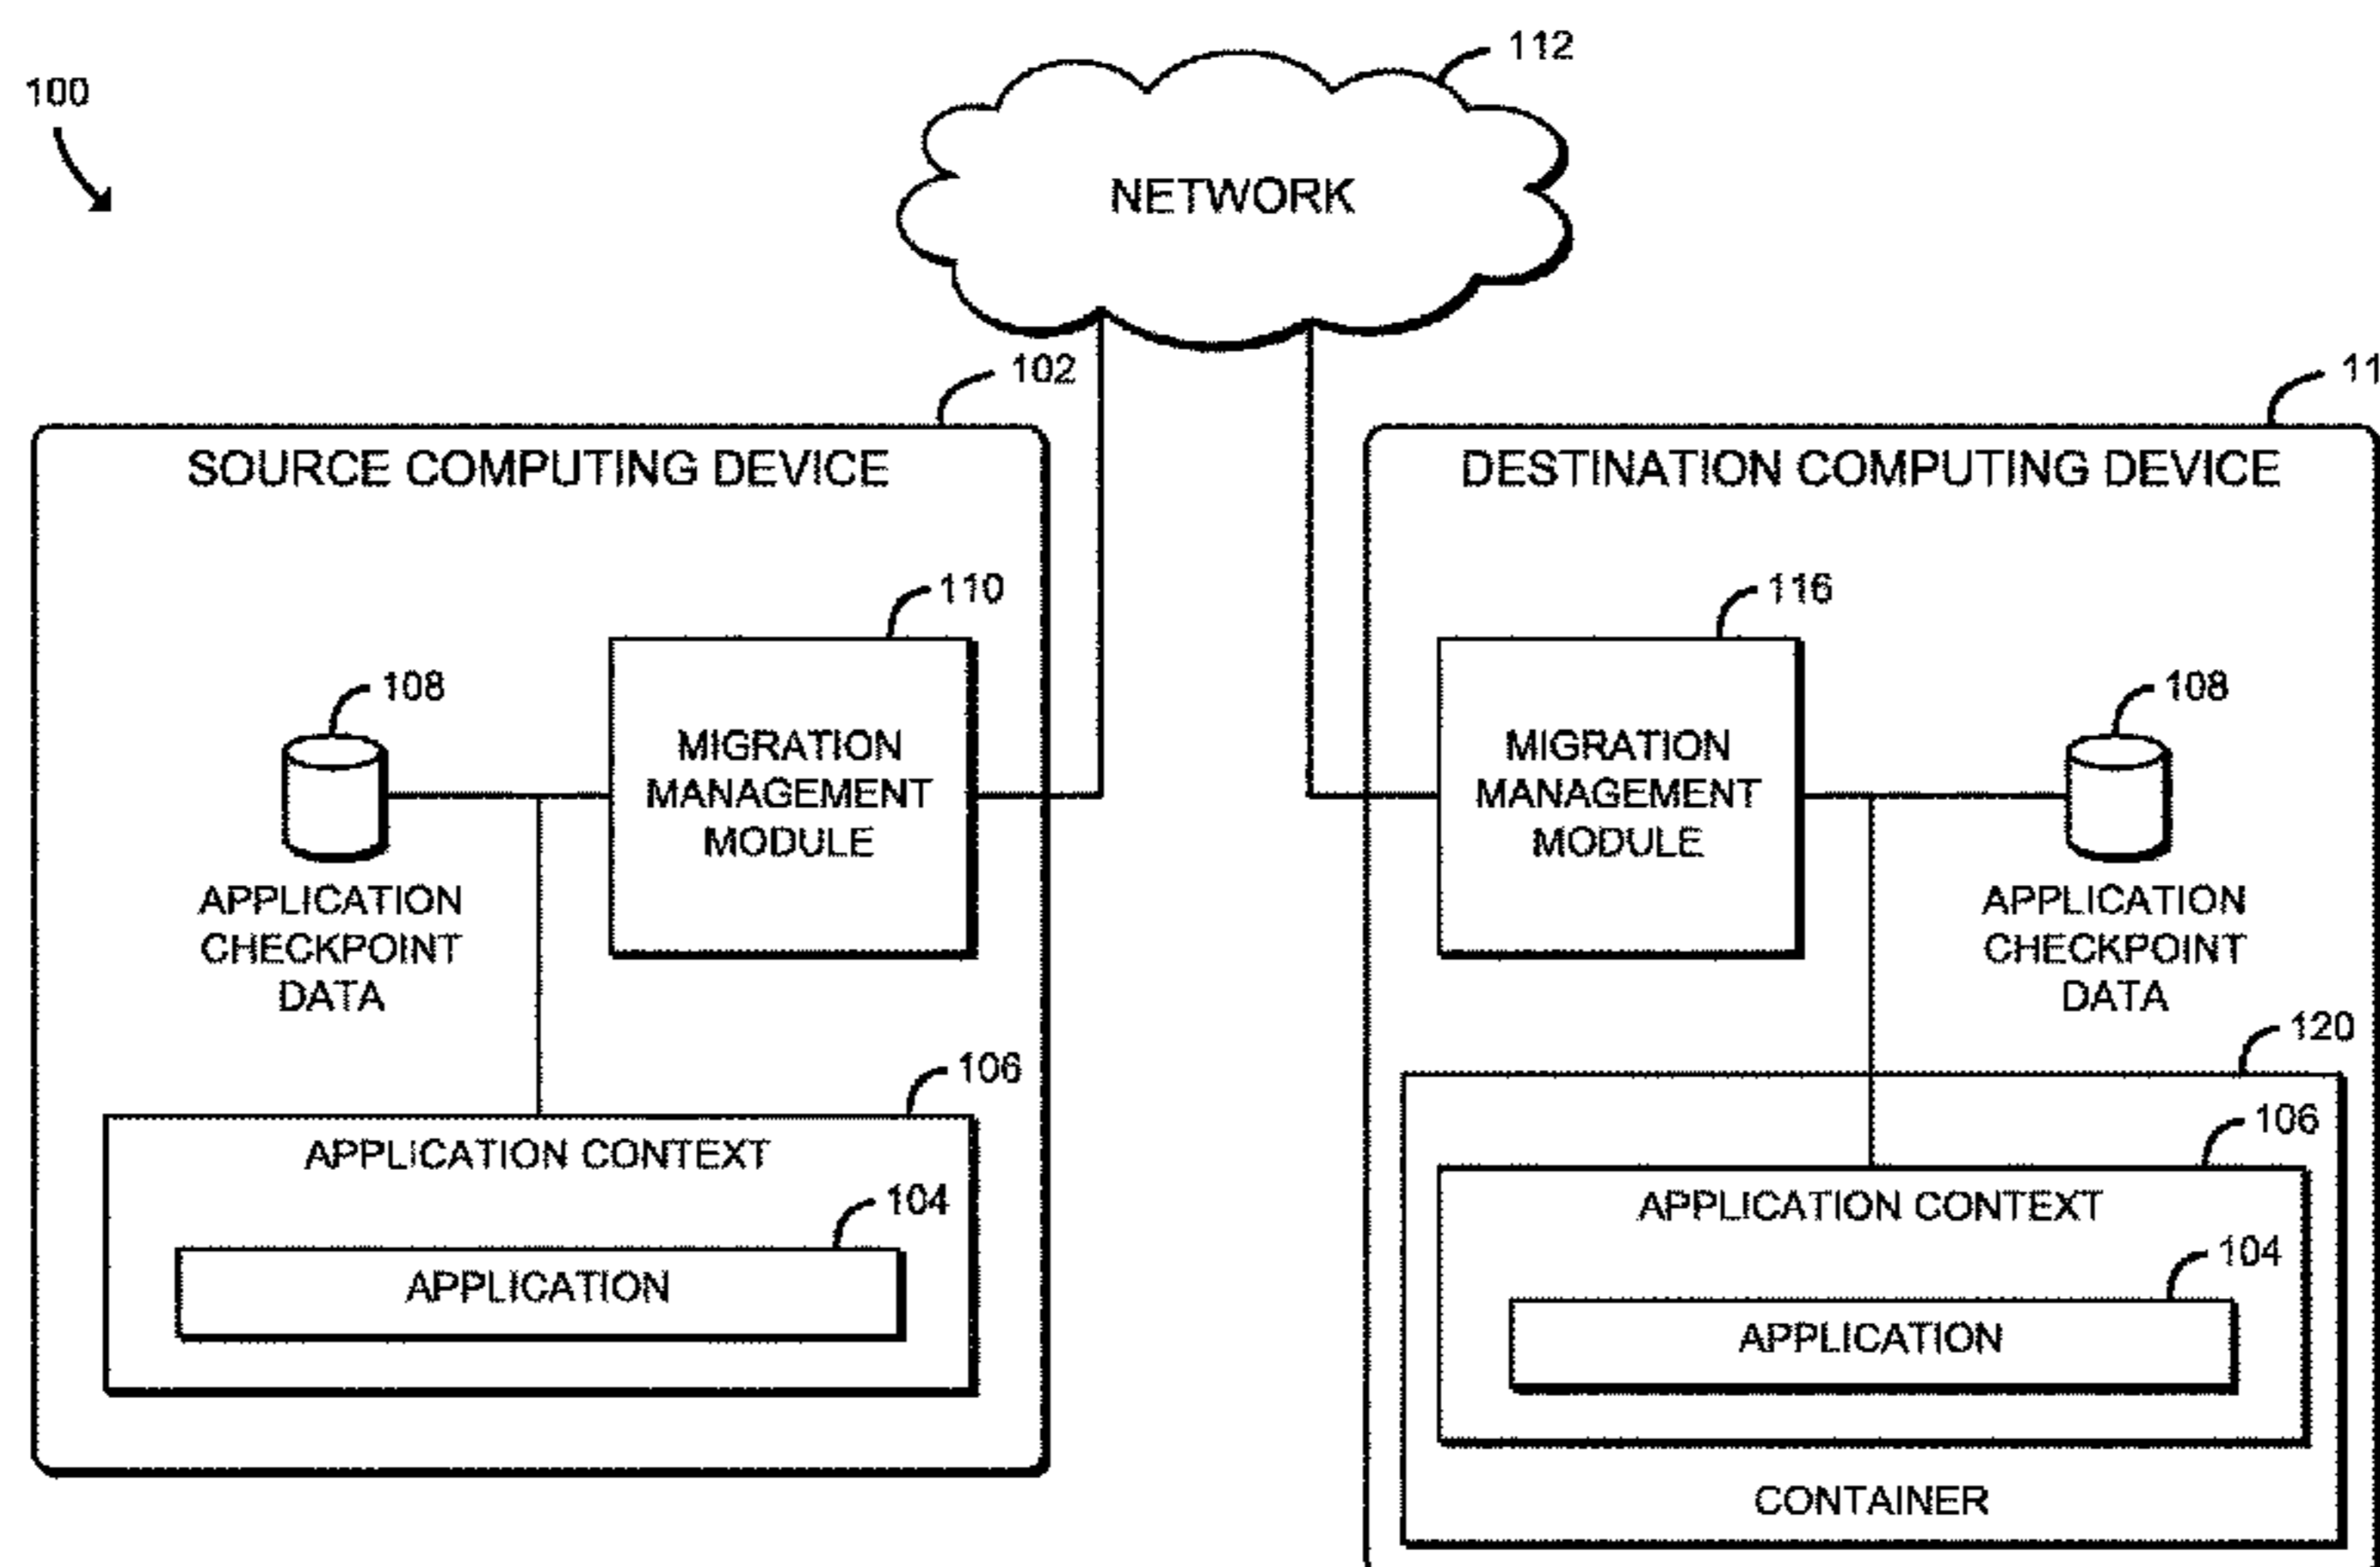 100
112
NETWORK
102
11
SOURCE COMPUTING DEVICE
DESTINATION COMPUTING DEVICE
110
116
108
108
MIGRATION
MANAGEMENT
MODULE
MIGRATION
MANAGEMENT
MODULE
APPLICATION
CHECKPOINT
DATA
APPLICATION
CHECKPOINT
DATA
120
106
106
APPLICATION CONTEXT
APPLICATION CONTEXT
104
104
APPLICATION
APPLICATION
CONTAINER